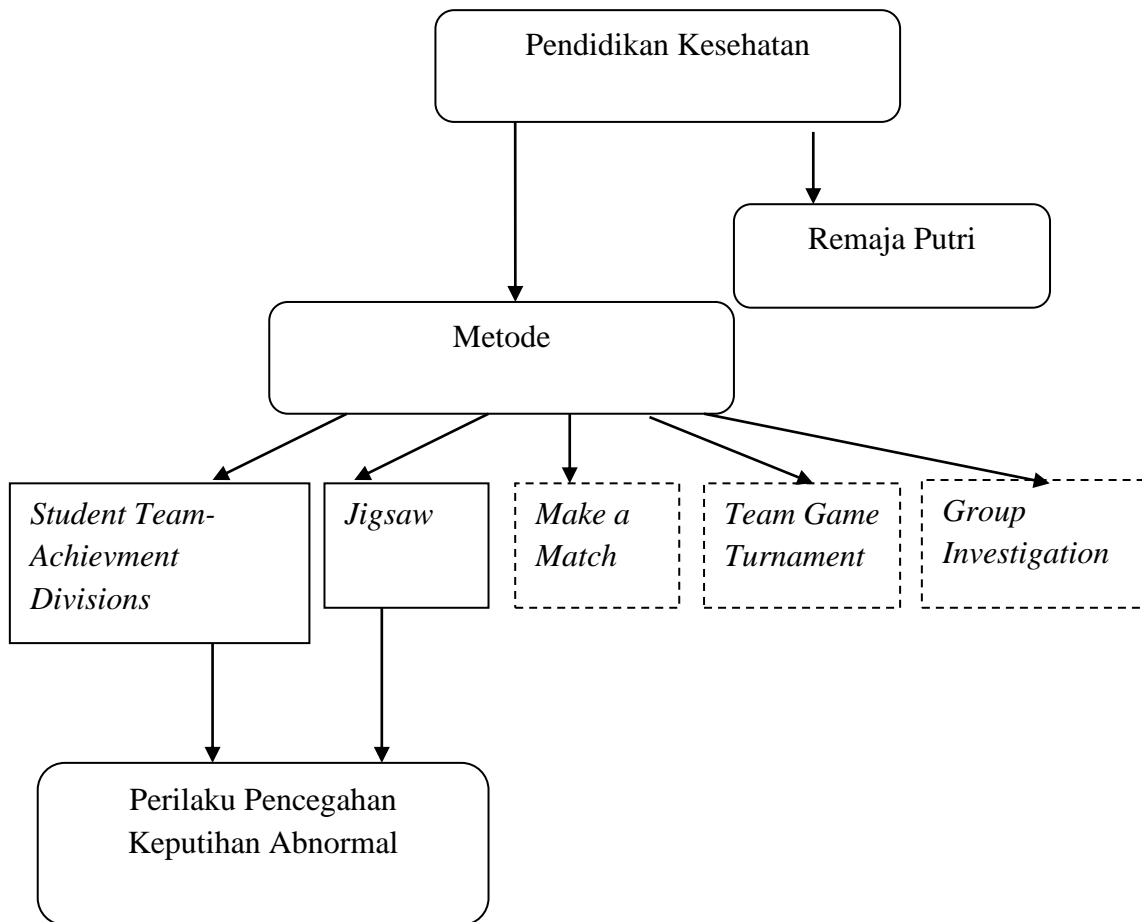 Pendidikan Kesehatan
Remaja Putri
Metode
Student Team-
Achievment
Divisions
Jigsaw
Make a
Match
Team Game
Turnament
Group
Investigation
Perilaku Pencegahan
Keputihan Abnormal